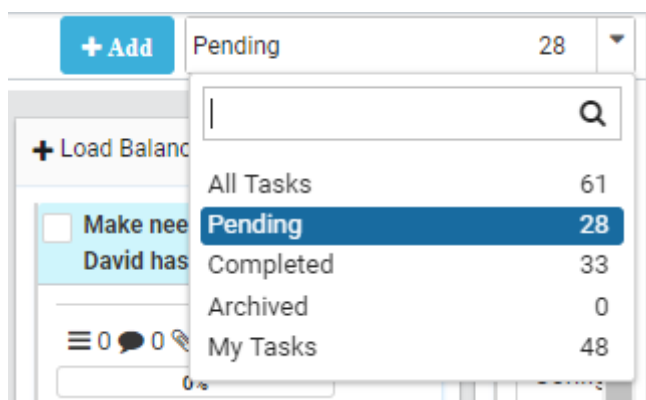 Add Pending 28
Load Balanc
All Tasks 61
Make nee
Pending 28
David has
Completed 33
Archived 0
0 0
My Tasks 48
0%